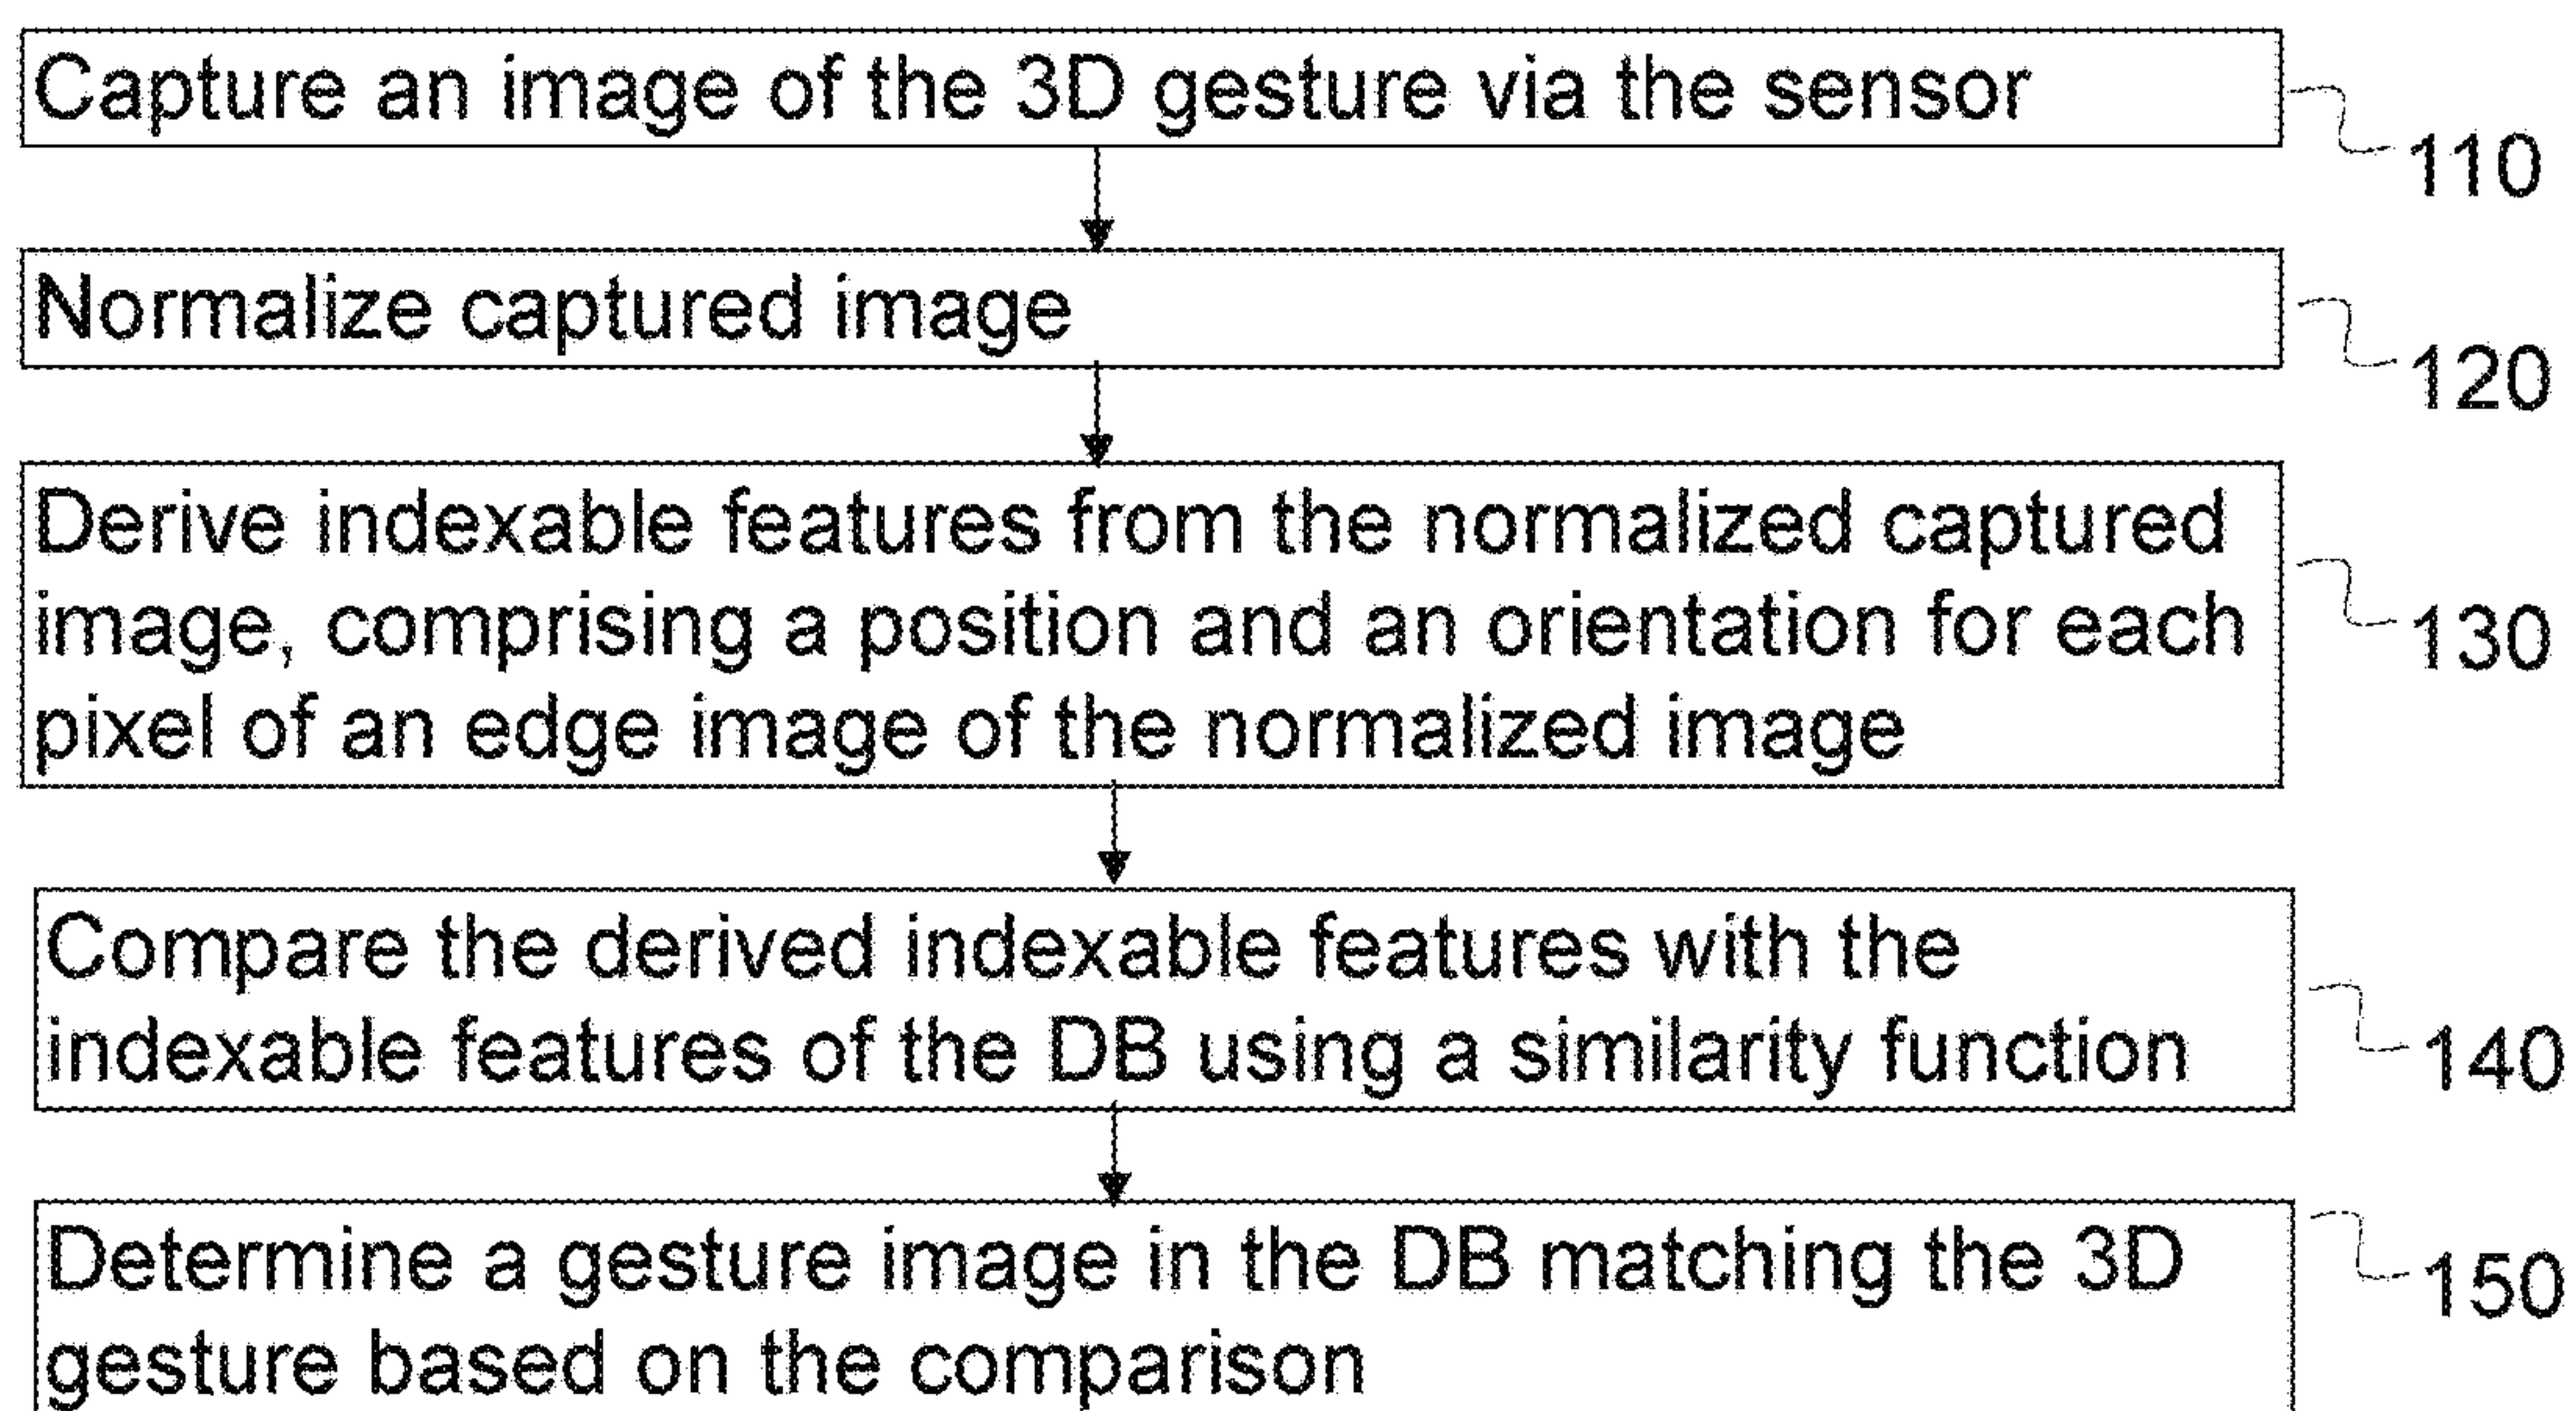 Capture an image of the 3D gesture via the sensor
110
Normalize captured image
120
Derive indexable features from the normalized captured
image, comprising a position and an orientation for each
130
pixel of an edge image of the normalized image
Compare the derived indexable features with the
indexable features of the DB using a similarity function
140
Determine a gesture image in the DB matching the 3D
150
gesture based on the comparison